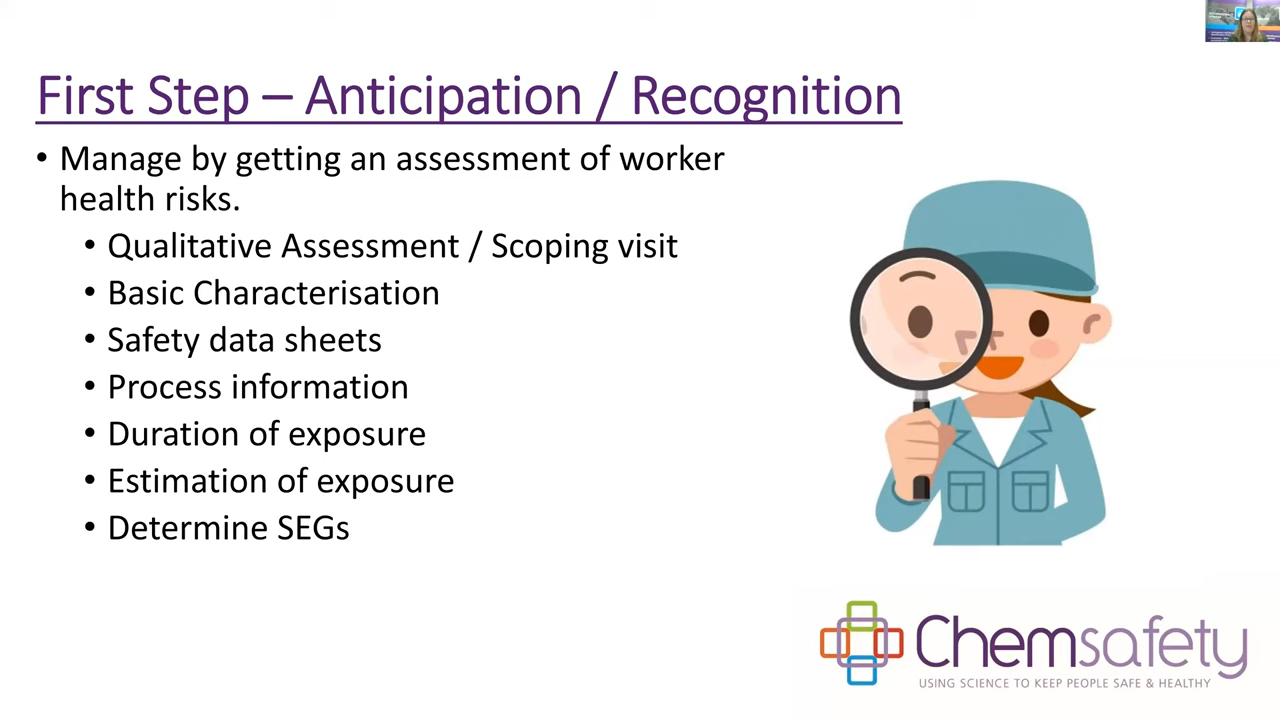 First Step – Anticipation / Recognition
• Manage by getting an assessment of worker
health risks.
• Qualitative Assessment / Scoping visit
• Basic Characterisation
• Safety data sheets
• Process information
• Duration of exposure
• Estimation of exposure
• Determine SEGs
Chemsafety
USING SCIENCE TO KEEP PEOPLE SAFE & HEALTHY